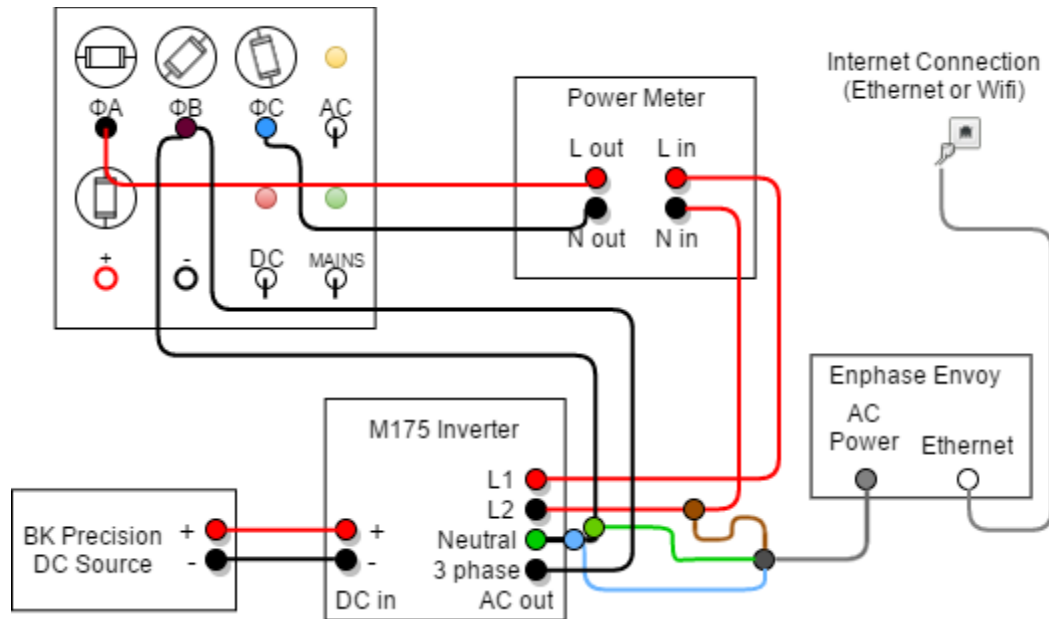 ΦA ΦB ΦC AC
+ - DC MAINS
Power Meter
L out L in
N out N in
Internet Connection
(Ethernet or Wifi)
Enphase Envoy
AC
Power
Ethernet
M175 Inverter
L1
L2
Neutral
3 phase
+
-
DC in AC out
BK Precision
DC Source
+
-